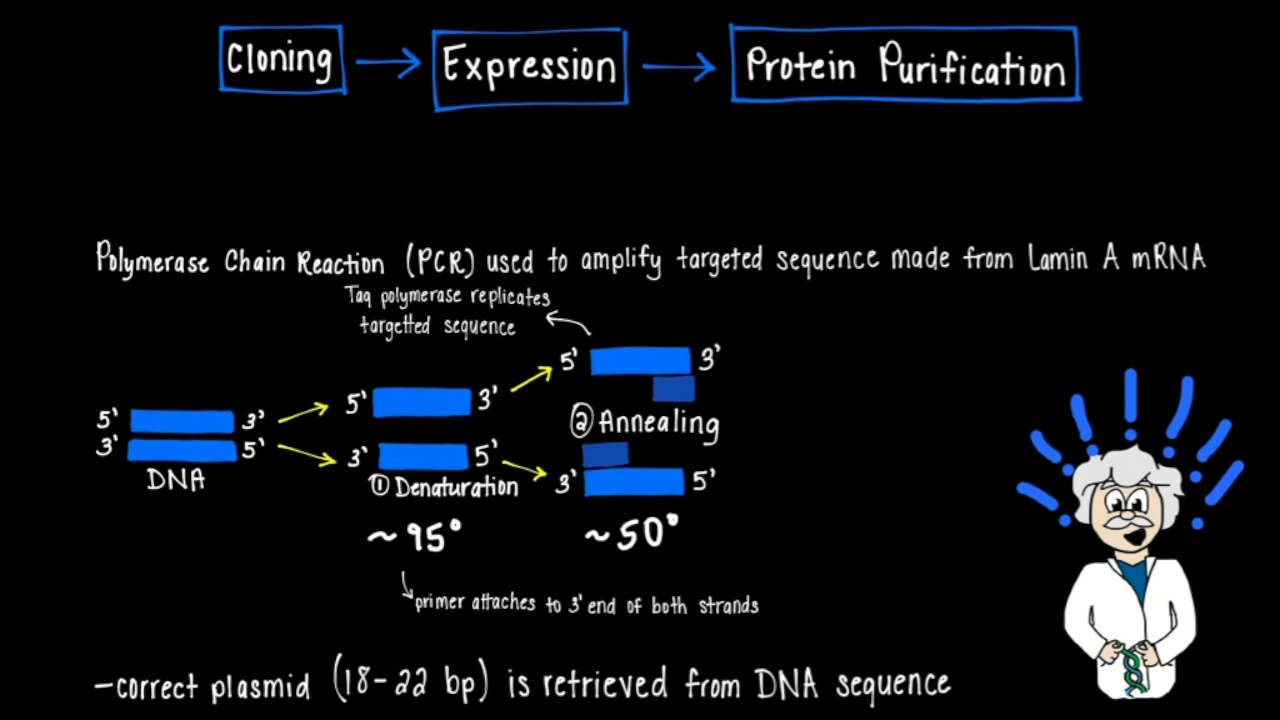 Cloning → Expression → Protein Purification
Polymerase Chain Reaction (PCR) used to amplify targeted sequence made from Lamin A mRNA
Taq polymerase replicates
targetted sequence
5' 3'
5' 3'
② Annealing
5' 3'
3' 5'
DNA
3' 5'
① Denaturation
3' 5'
~95° ~50°
primer attaches to 3' end of both strands
-correct plasmid (18-22 bp) is retrieved from DNA sequence